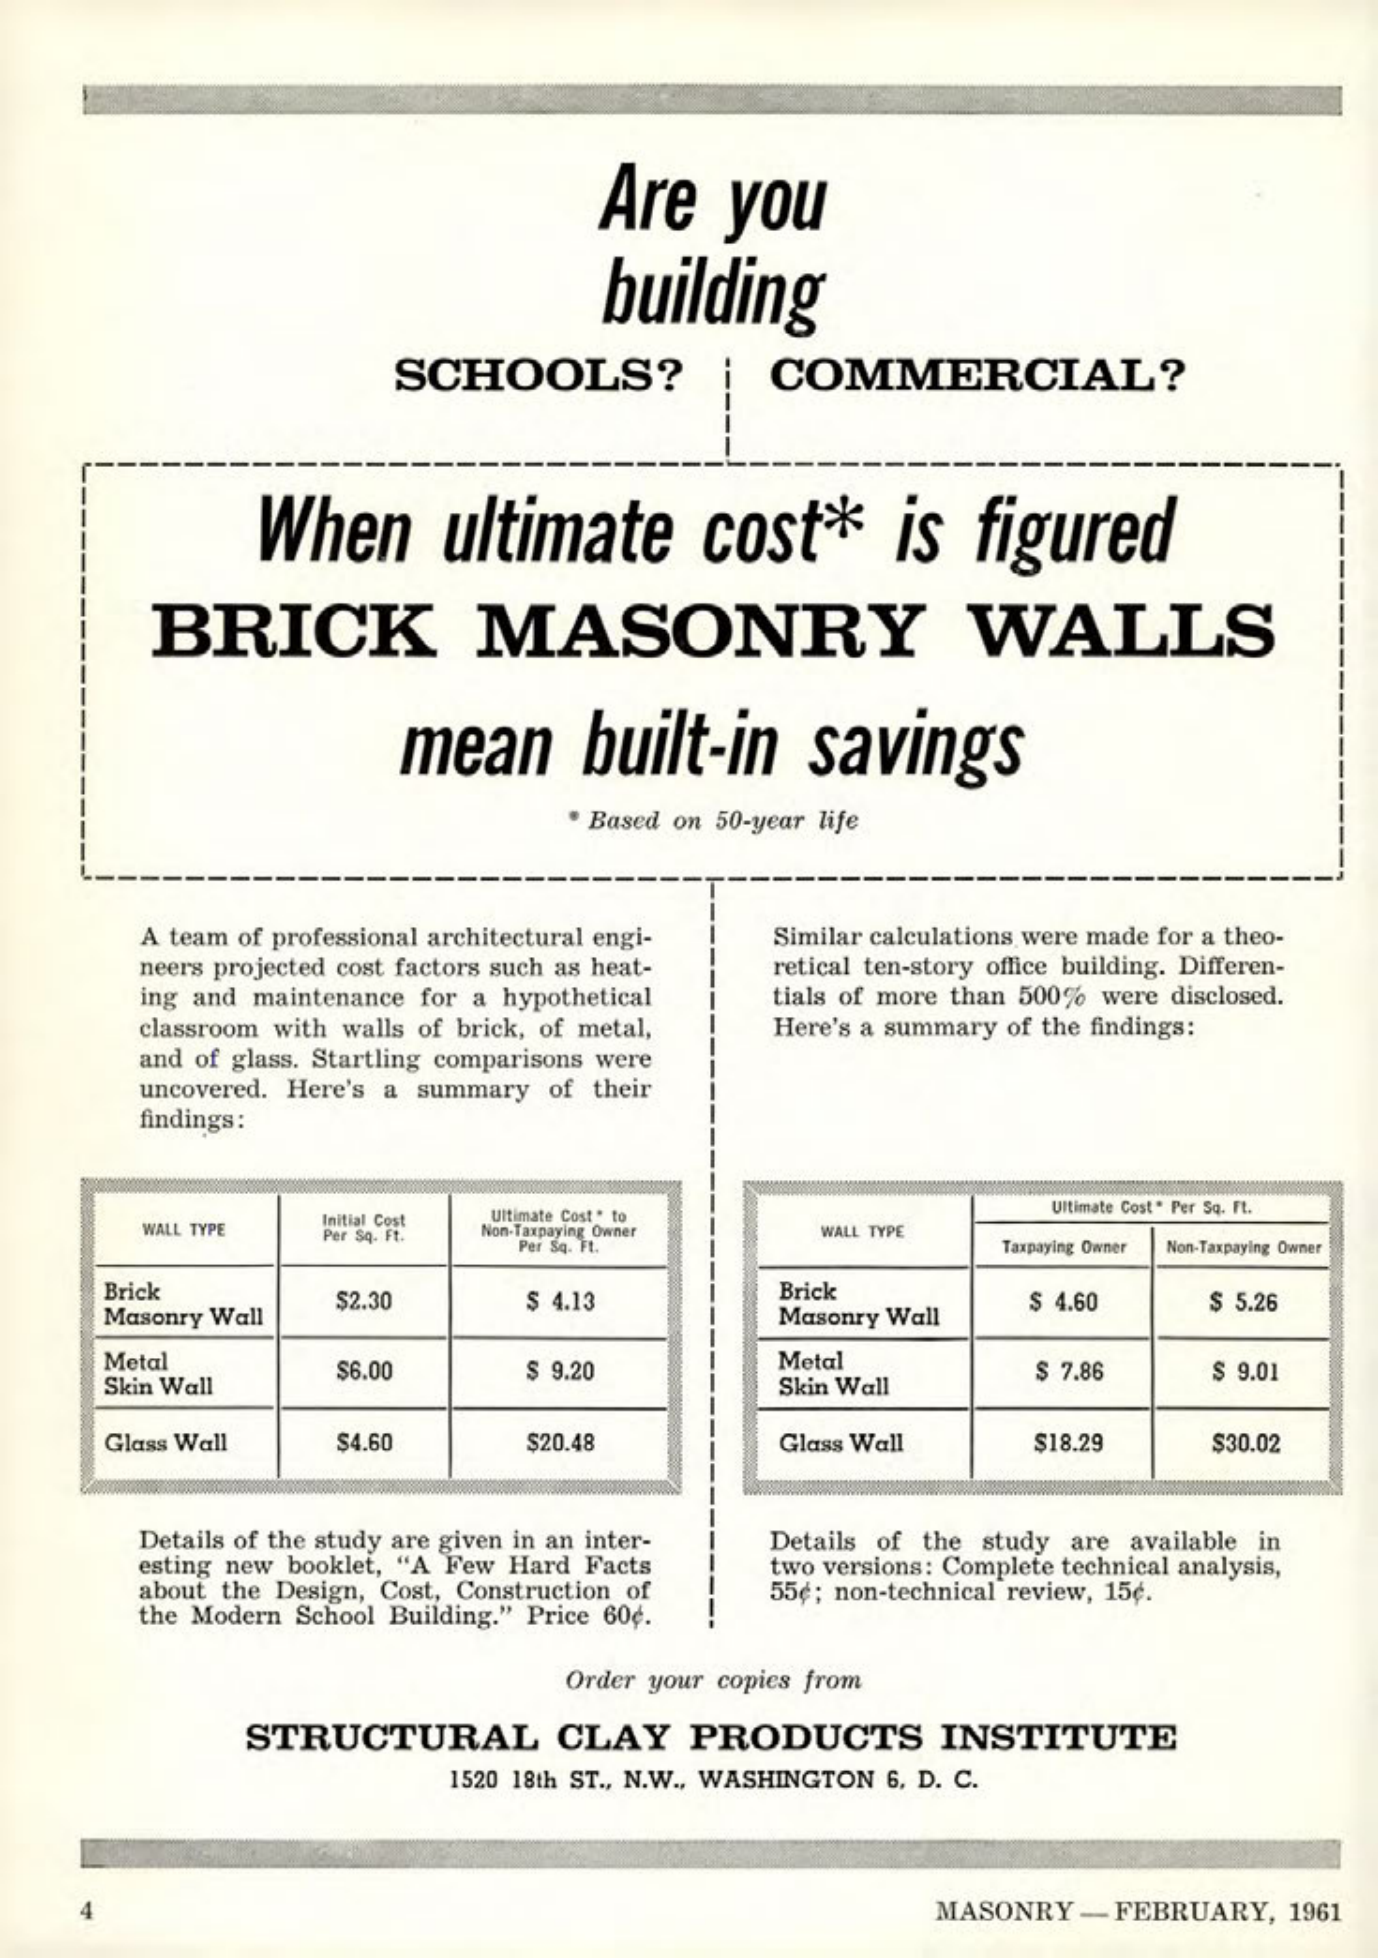 Are you
building
SCHOOLS? COMMERCIAL?
When ultimate cost* is figured
BRICK MASONRY WALLS
mean built-in savings
* Based on 50-year life
A team of professional architectural engi-
neers projected cost factors such as heat-
ing and maintenance for a hypothetical
classroom with walls of brick, of metal,
and of glass. Startling comparisons were
uncovered. Here's a summary of their
findings:
WALL TYPE
Initial Cost
Per Sq. Ft.
Ultimate Cost* to
Non-Taxpaying Owner
Per Sq. Ft.
Brick
Masonry Wall $2.30 $ 4.13
Metal
Skin Wall $6.00 $ 9.20
Glass Wall $4.60 $20.48
Details of the study are given in an inter-
esting new booklet, "A Few Hard Facts
about the Design, Cost, Construction of
the Modern School Building." Price 60¢.
Similar calculations were made for a theo-
retical ten-story office building. Differen-
tials of more than 500% were disclosed.
Here's a summary of the findings:
WALL TYPE
Ultimate Cost* Per Sq. Ft.
Taxpaying Owner Non-Taxpaying Owner
Brick
Masonry Wall $ 4.60 $ 5.26
Metal
Skin Wall $ 7.86 $ 9.01
Glass Wall $18.29 $30.02
Details of the study are available in
two versions: Complete technical analysis,
55¢; non-technical review, 15¢.
Order your copies from
STRUCTURAL CLAY PRODUCTS INSTITUTE
1520 18th ST., N.W., WASHINGTON 6, D. C.
4 MASONRY — FEBRUARY, 1961